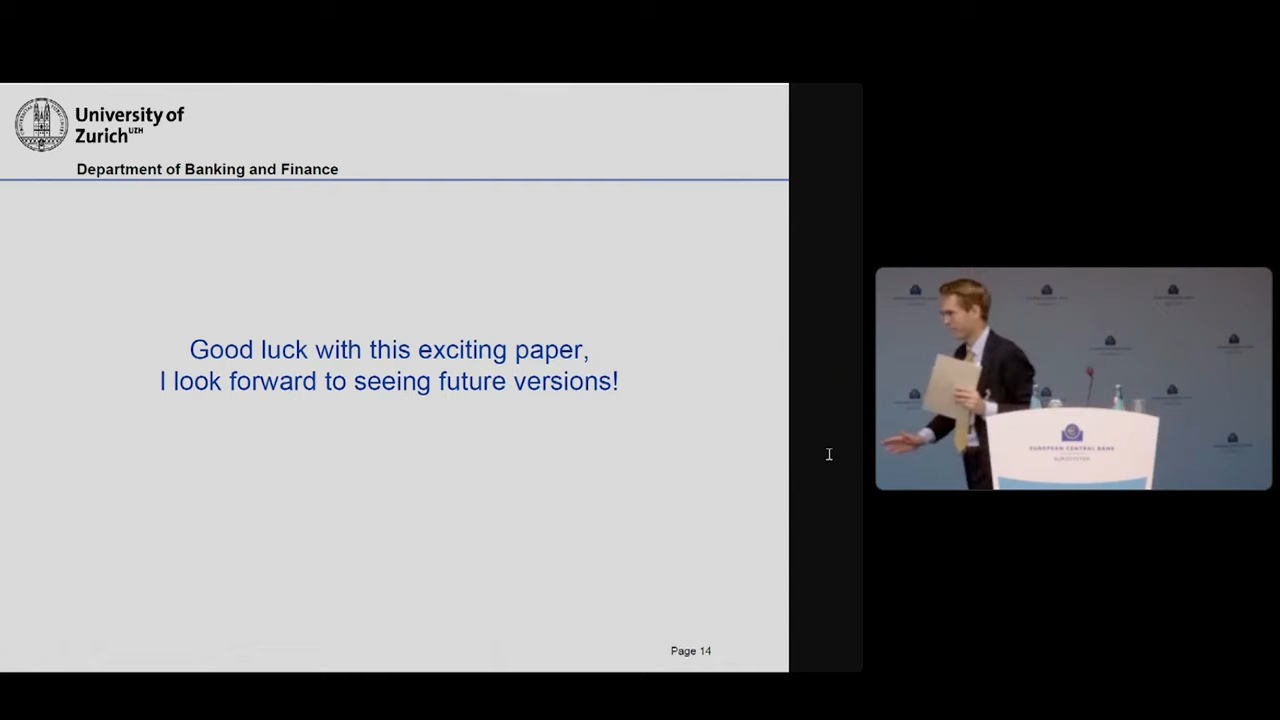 University of
Zurich UZH
Department of Banking and Finance
Good luck with this exciting paper,
I look forward to seeing future versions!
Page 14
EUROPEAN CENTRAL BANK
EUROSYSTEM